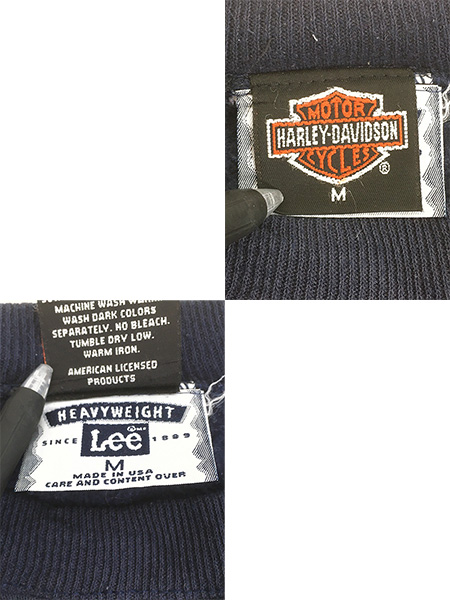 MOTOR
HARLEY-DAVIDSON
CYCLES
®
M
MACHINE WASH WARM
WASH DARK COLORS
SEPARATELY. NO BLEACH.
TUMBLE DRY LOW.
WARM IRON.
AMERICAN LICENSED
PRODUCTS
HEAVYWEIGHT
SINCE Lee 1889
M
MADE IN USA
CARE AND CONTENT OVER